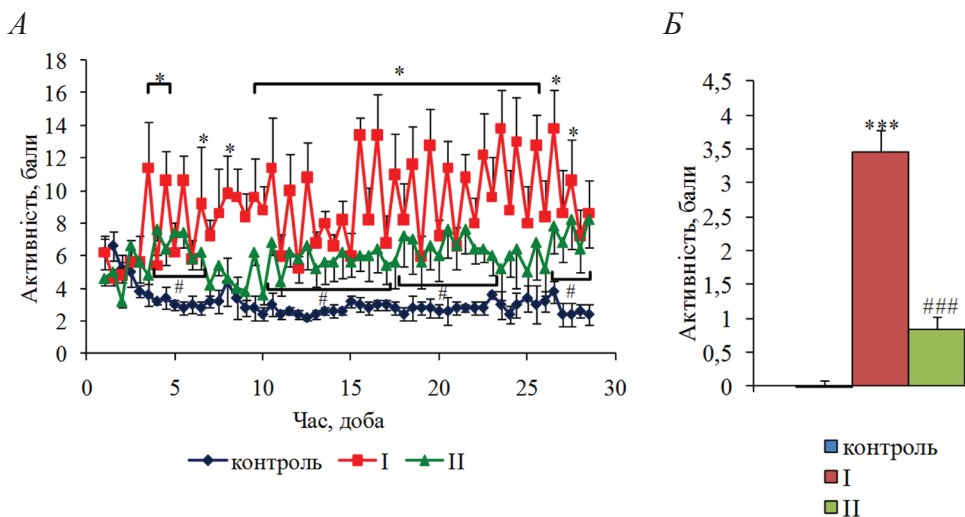 А
Активність, бали
18
16
14
12
10
8
6
4
2
0
* * * * * *
# # # #
0 5 10 15 20 25 30
Час, доба
контроль I II
Б
Активність, бали
4,5
4
3,5
3
2,5
2
1,5
1
0,5
0
***
###
контроль
I
II